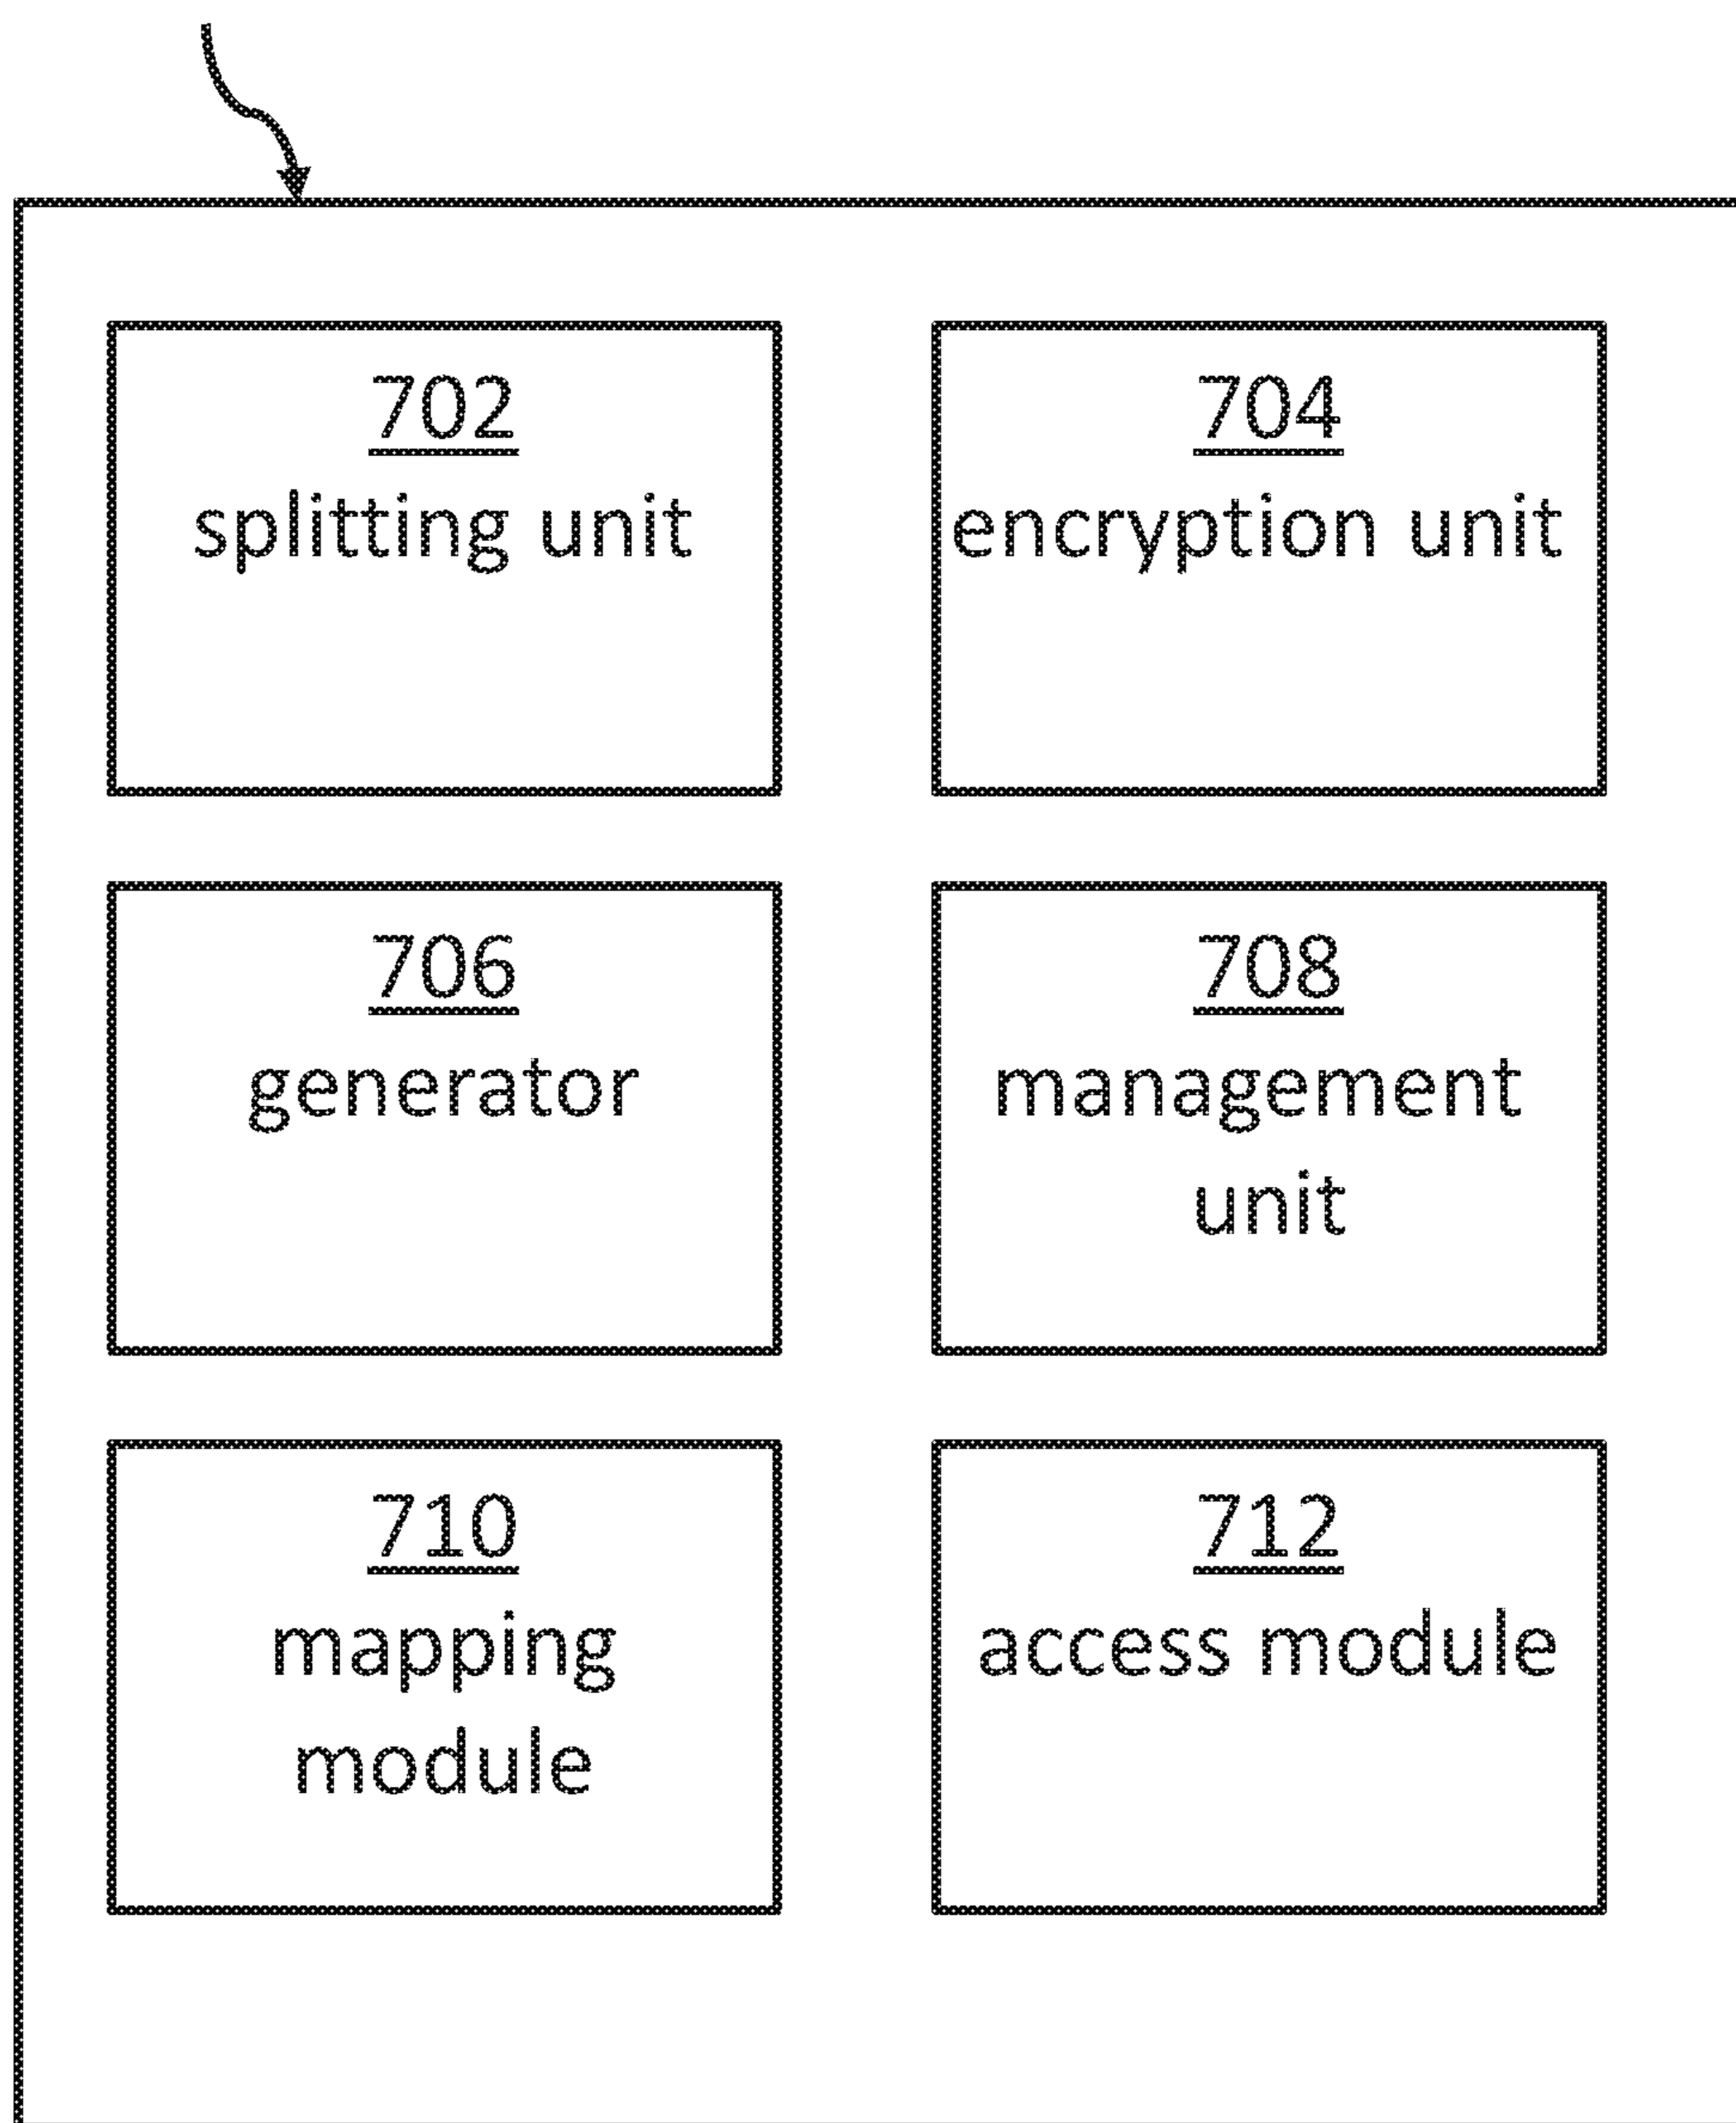 702
splitting unit
704
encryption unit
706
generator
708
management
unit
710
mapping
module
712
access module